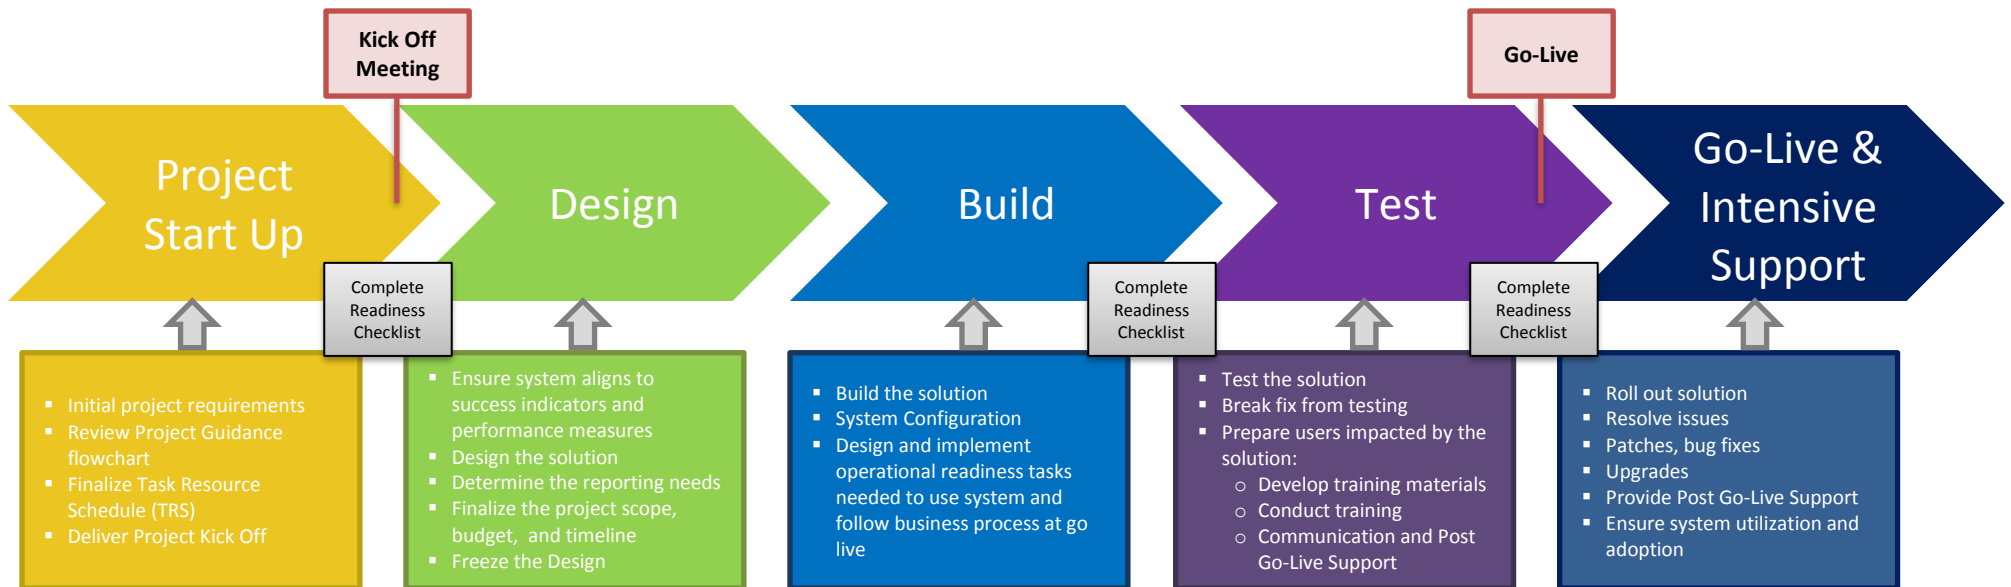 Kick Off
Meeting
Go-Live
Project
Start Up
Design
Build
Test
Go-Live &
Intensive
Support
Complete
Readiness
Checklist
Complete
Readiness
Checklist
Complete
Readiness
Checklist
▪ Initial project requirements
▪ Review Project Guidance
flowchart
▪ Finalize Task Resource
Schedule (TRS)
▪ Deliver Project Kick Off
▪ Ensure system aligns to
success indicators and
performance measures
▪ Design the solution
▪ Determine the reporting needs
▪ Finalize the project scope,
budget, and timeline
▪ Freeze the Design
▪ Build the solution
▪ System Configuration
▪ Design and implement
operational readiness tasks
needed to use system and
follow business process at go
live
▪ Test the solution
▪ Break fix from testing
▪ Prepare users impacted by the
solution:
o Develop training materials
o Conduct training
o Communication and Post
Go-Live Support
▪ Roll out solution
▪ Resolve issues
▪ Patches, bug fixes
▪ Upgrades
▪ Provide Post Go-Live Support
▪ Ensure system utilization and
adoption